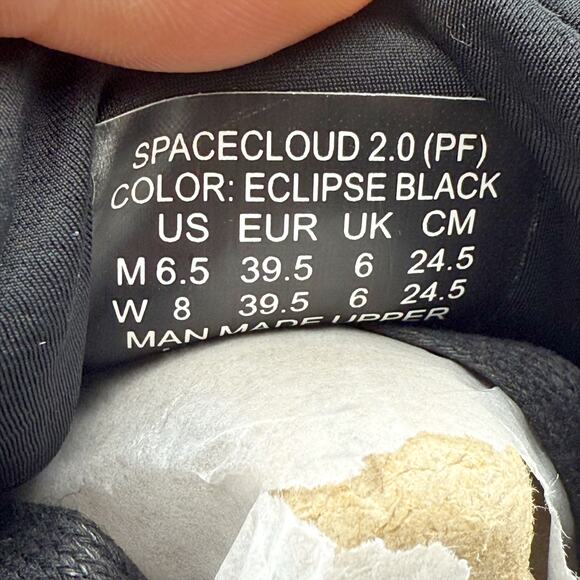 SPACECLOUD 2.0 (PF)
COLOR: ECLIPSE BLACK
US EUR UK CM
M 6.5 39.5 6 24.5
W 8 39.5 6 24.5
MAN MADE UPPER